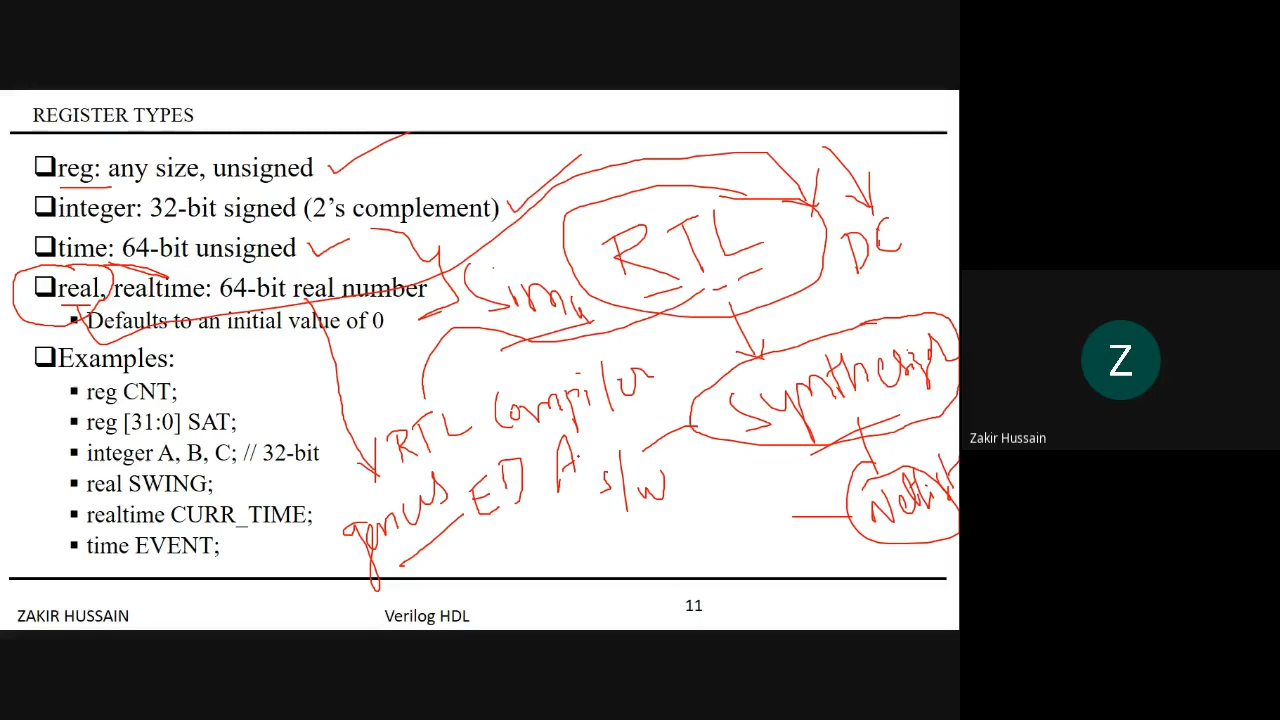 REGISTER TYPES
❑reg: any size, unsigned
❑integer: 32-bit signed (2's complement)
❑time: 64-bit unsigned
❑real, realtime: 64-bit real number
▪ Defaults to an initial value of 0
❑Examples:
▪ reg CNT;
▪ reg [31:0] SAT;
▪ integer A, B, C; // 32-bit
▪ real SWING;
▪ realtime CURR_TIME;
▪ time EVENT;
RTL
DC
Simu
Synthesis
RTL Compiler
genus EDA s/w
Netlist
ZAKIR HUSSAIN
Verilog HDL
11
Z
Zakir Hussain